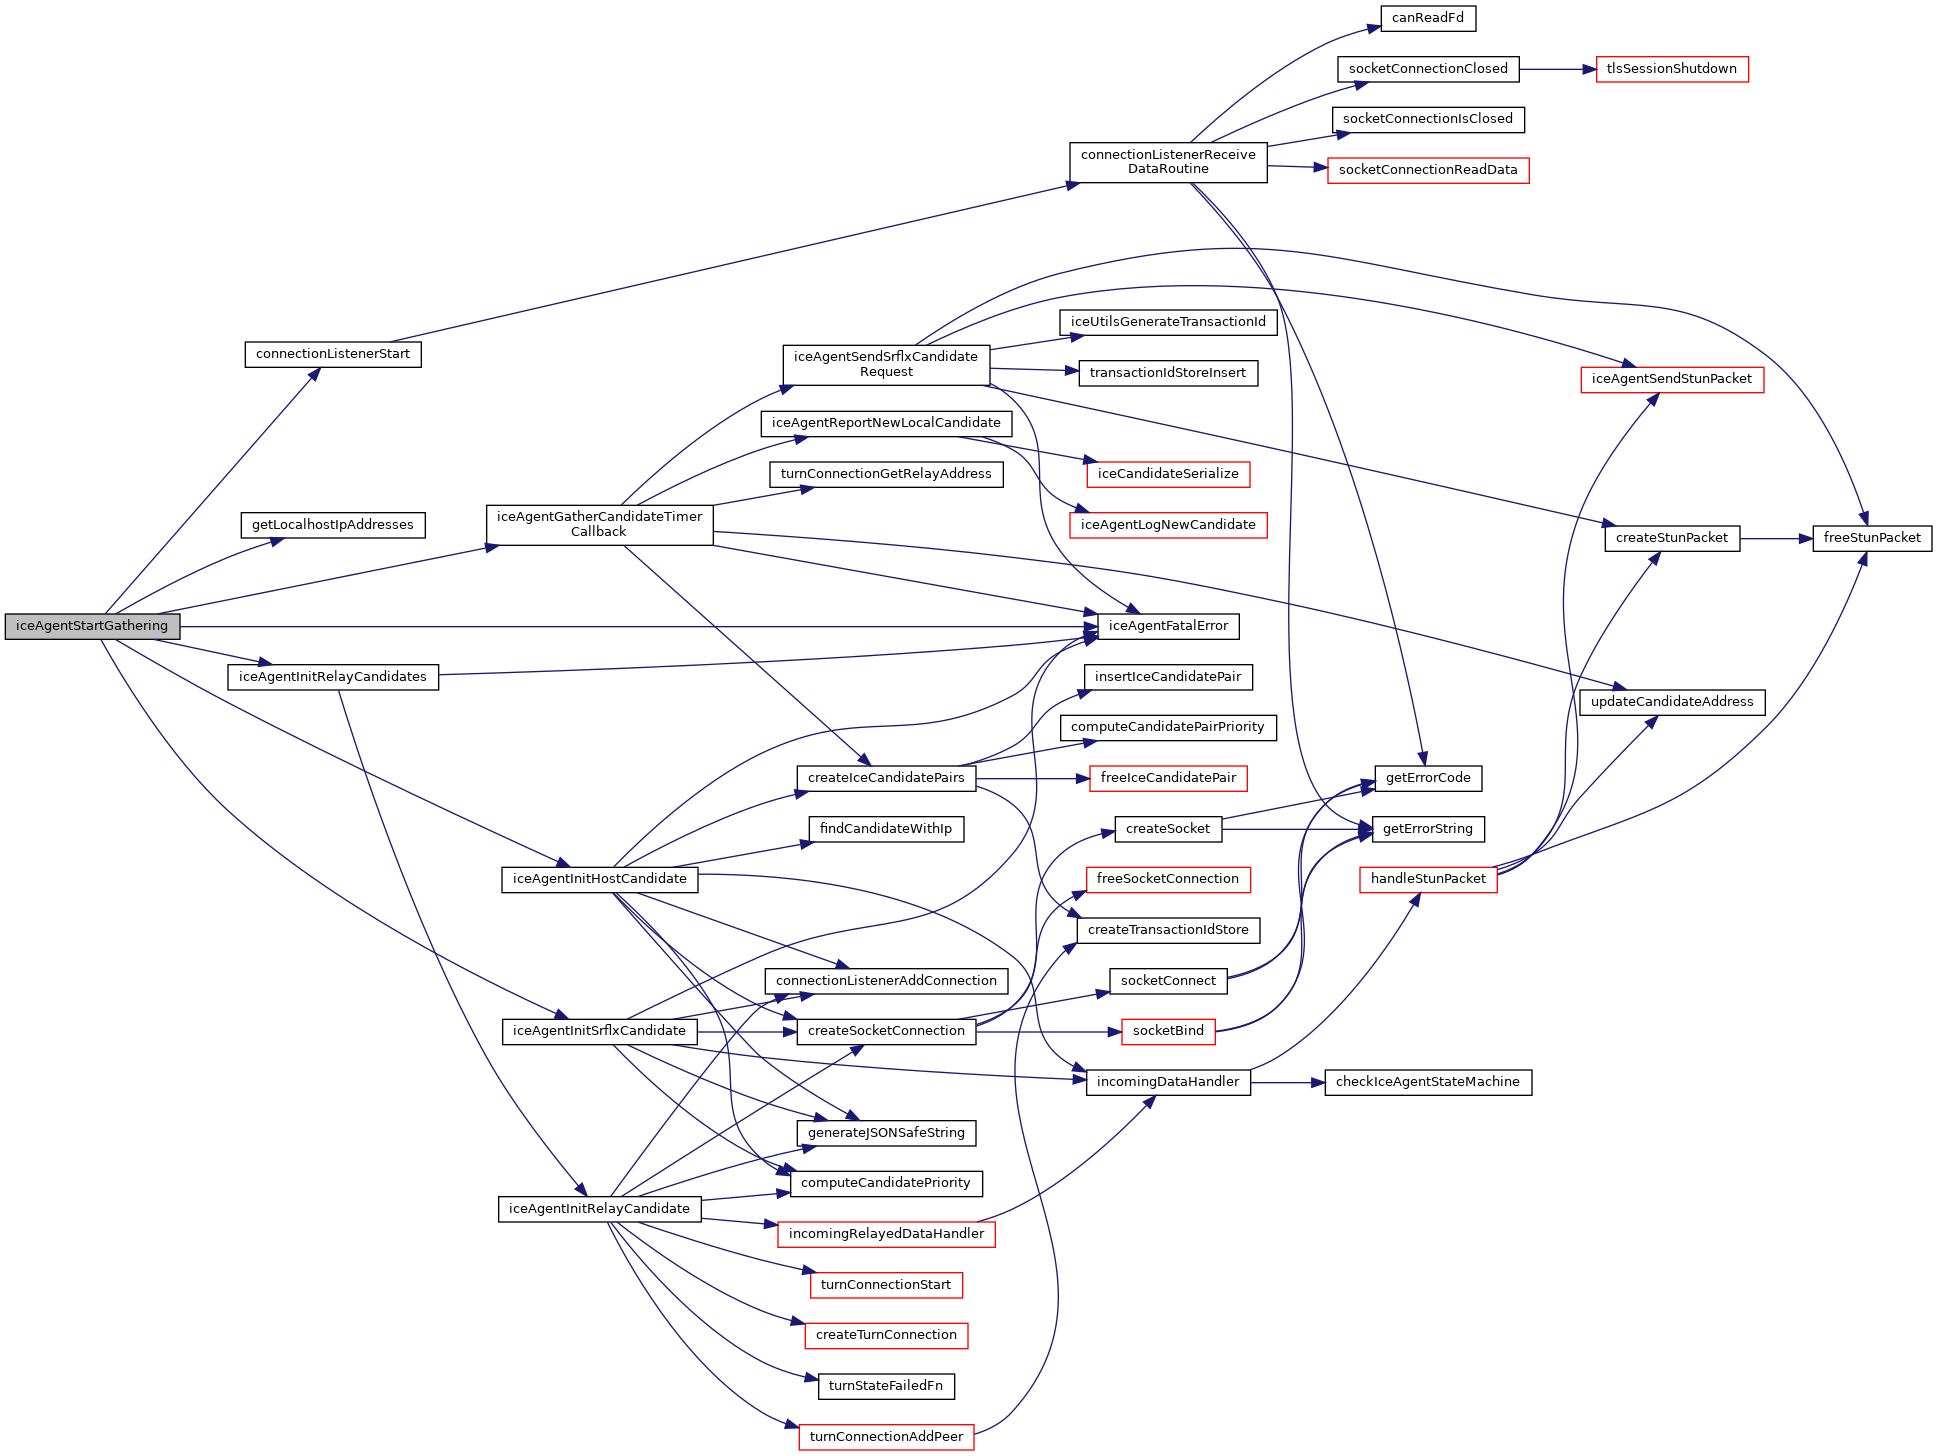 canReadFd
socketConnectionClosed
tlsSessionShutdown
socketConnectionIsClosed
connectionListenerReceive
DataRoutine
socketConnectionReadData
iceUtilsGenerateTransactionId
connectionListenerStart
iceAgentSendSrflxCandidate
Request
transactionIdStoreInsert
iceAgentSendStunPacket
iceAgentReportNewLocalCandidate
turnConnectionGetRelayAddress
iceCandidateSerialize
getLocalhostIpAddresses
iceAgentGatherCandidateTimer
Callback
iceAgentLogNewCandidate
createStunPacket
freeStunPacket
iceAgentStartGathering
iceAgentFatalError
iceAgentInitRelayCandidates
insertIceCandidatePair
updateCandidateAddress
computeCandidatePairPriority
createIceCandidatePairs
freeIceCandidatePair
getErrorCode
findCandidateWithIp
createSocket
getErrorString
iceAgentInitHostCandidate
freeSocketConnection
handleStunPacket
createTransactionIdStore
connectionListenerAddConnection
socketConnect
iceAgentInitSrflxCandidate
createSocketConnection
socketBind
incomingDataHandler
checkIceAgentStateMachine
generateJSONSafeString
computeCandidatePriority
iceAgentInitRelayCandidate
incomingRelayedDataHandler
turnConnectionStart
createTurnConnection
turnStateFailedFn
turnConnectionAddPeer